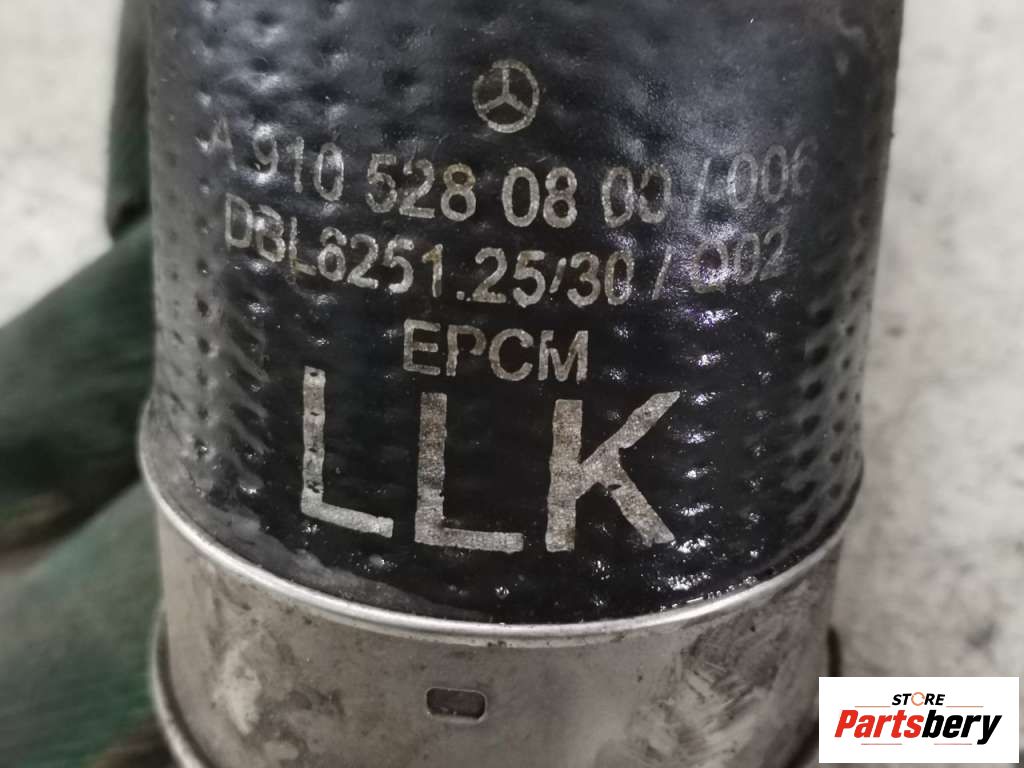 A 910 528 08 00 / 006
DBL6251.25/30 / Q02
EPCM
LLK
STORE
Partsbery